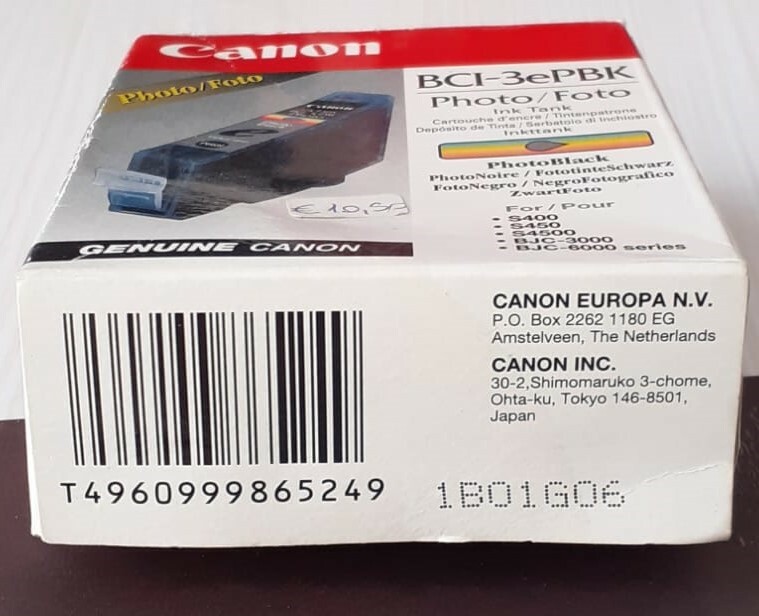 Canon
Photo/Foto
CANON
GENUINE CANON
BCI-3ePBK
Photo/Foto
Ink Tank
Cartouche d'encre / Tintenpatrone
Depósito de Tinta / Serbatoio di inchiostro
Inkttank
PhotoBlack
PhotoNoire / FototinteSchwarz
FotoNegro / NegroFotografico
ZwartFoto
For / Pour
• S400
• S450
• S4500
• BJC-3000
• BJC-6000 series
T4960999865249
CANON EUROPA N.V.
P.O. Box 2262 1180 EG
Amstelveen, The Netherlands
CANON INC.
30-2,Shimomaruko 3-chome,
Ohta-ku, Tokyo 146-8501,
Japan
1B01G06